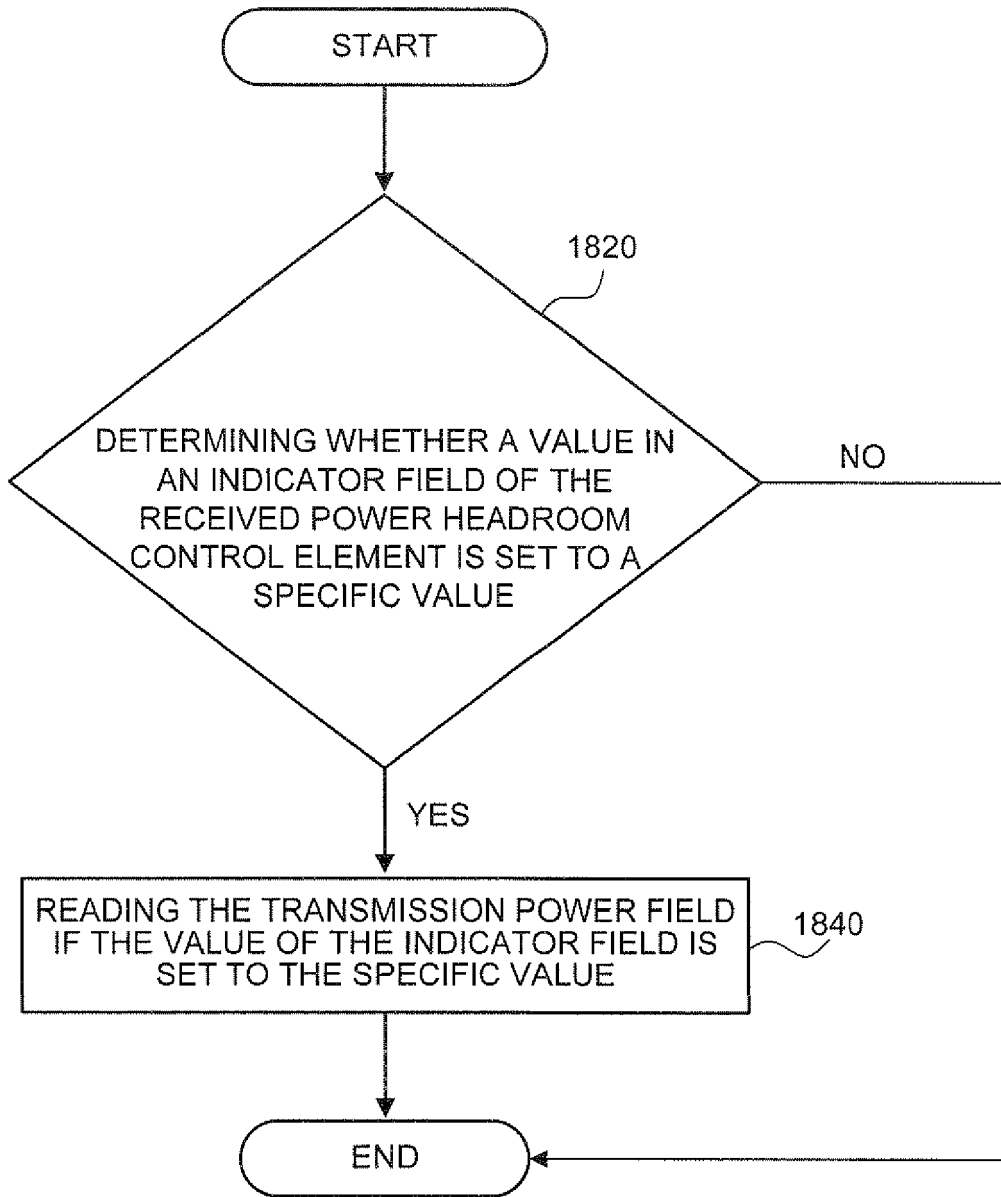 START
1820
DETERMINING WHETHER A VALUE IN
AN INDICATOR FIELD OF THE
RECEIVED POWER HEADROOM
CONTROL ELEMENT IS SET TO A
SPECIFIC VALUE
NO
YES
READING THE TRANSMISSION POWER FIELD
IF THE VALUE OF THE INDICATOR FIELD IS
SET TO THE SPECIFIC VALUE
1840
END